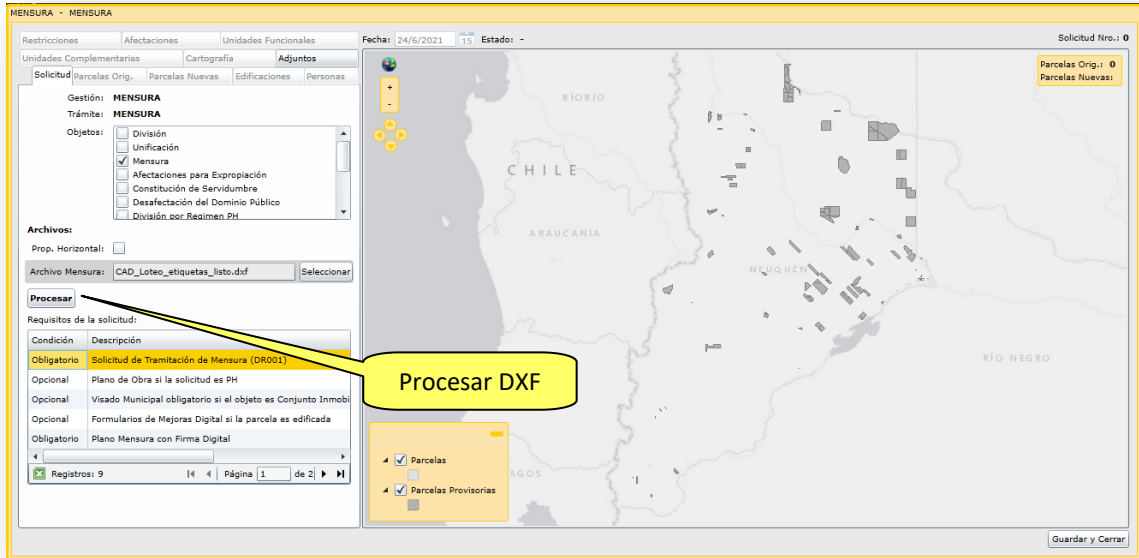 MENSURA - MENSURA
Restricciones Afectaciones Unidades Funcionales
Unidades Complementarias Cartografía Adjuntos
Solicitud Parcelas Orig. Parcelas Nuevas Edificaciones Personas
Fecha: 24/6/2021 15 Estado: -
Solicitud Nro.: 0
Gestión: MENSURA
Trámite: MENSURA
Objetos: División
Unificación
Mensura
Afectaciones para Expropiación
Constitución de Servidumbre
Desafectación del Dominio Público
División por Regimen PH
Archivos:
Prop. Horizontal:
Archivo Mensura: CAD_Loteo_etiquetas_listo.dxf Seleccionar
Procesar
Requisitos de la solicitud:
Condición Descripción
Obligatorio Solicitud de Tramitación de Mensura (DR001)
Opcional Plano de Obra si la solicitud es PH
Opcional Visado Municipal obligatorio si el objeto es Conjunto Inmobi
Opcional Formularios de Mejoras Digital si la parcela es edificada
Obligatorio Plano Mensura con Firma Digital
Registros: 9 Página 1 de 2
Procesar DXF
+
-
Parcelas Orig.: 0
Parcelas Nuevas:
BÍOBÍO
CHILE
ARAUCANÍA
NEUQUÉN
RÍO NEGRO
AGOS
Parcelas
Parcelas Provisorias
Guardar y Cerrar